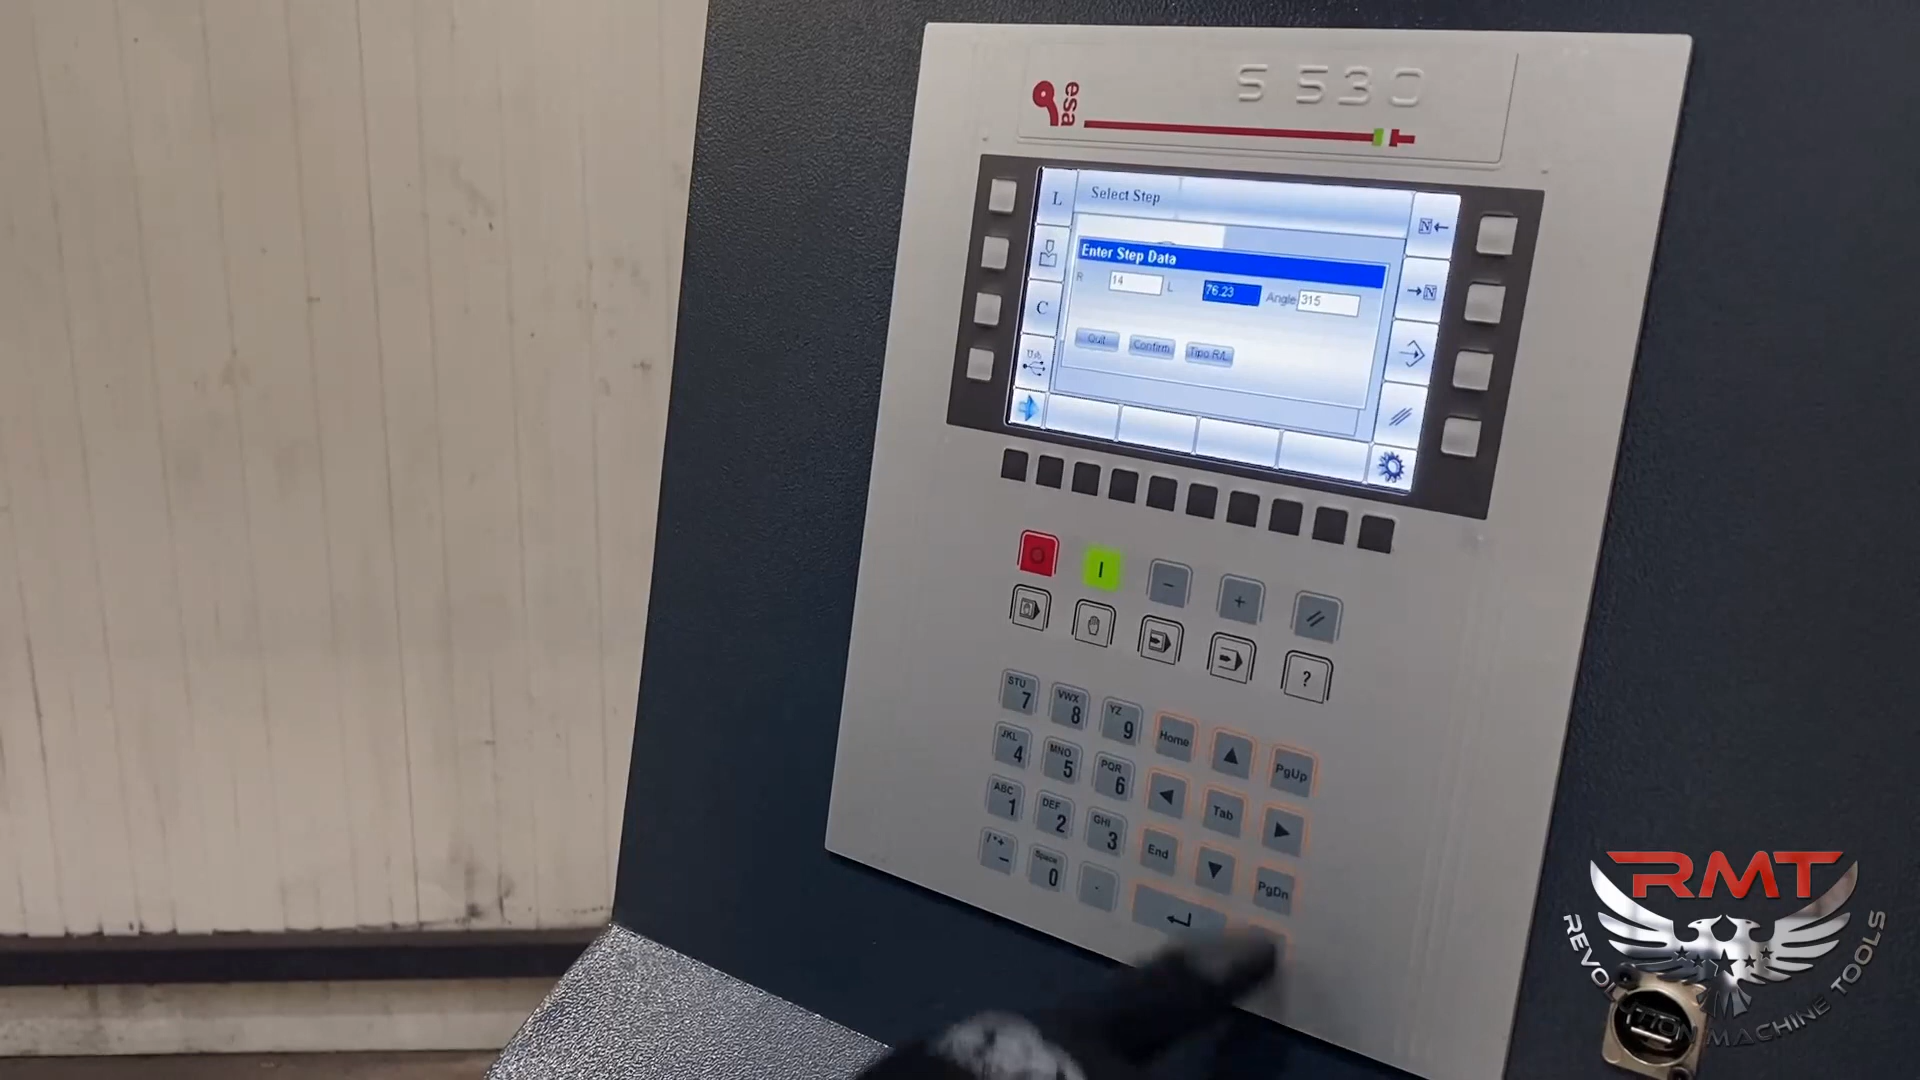 esa
S 530
L
Select Step
N←
Enter Step Data
R 14 L 76.23 Angle 315
→N
Quit Confirm Tipo R/L
C
Usb
O
I
-
+
?
STU 7
VWX 8
YZ 9
Home
PgUp
JKL 4
MNO 5
PQR 6
Tab
ABC 1
DEF 2
GHI 3
End
PgDn
/*+ -
Space 0
.
RMT
REVOLUTION MACHINE TOOLS